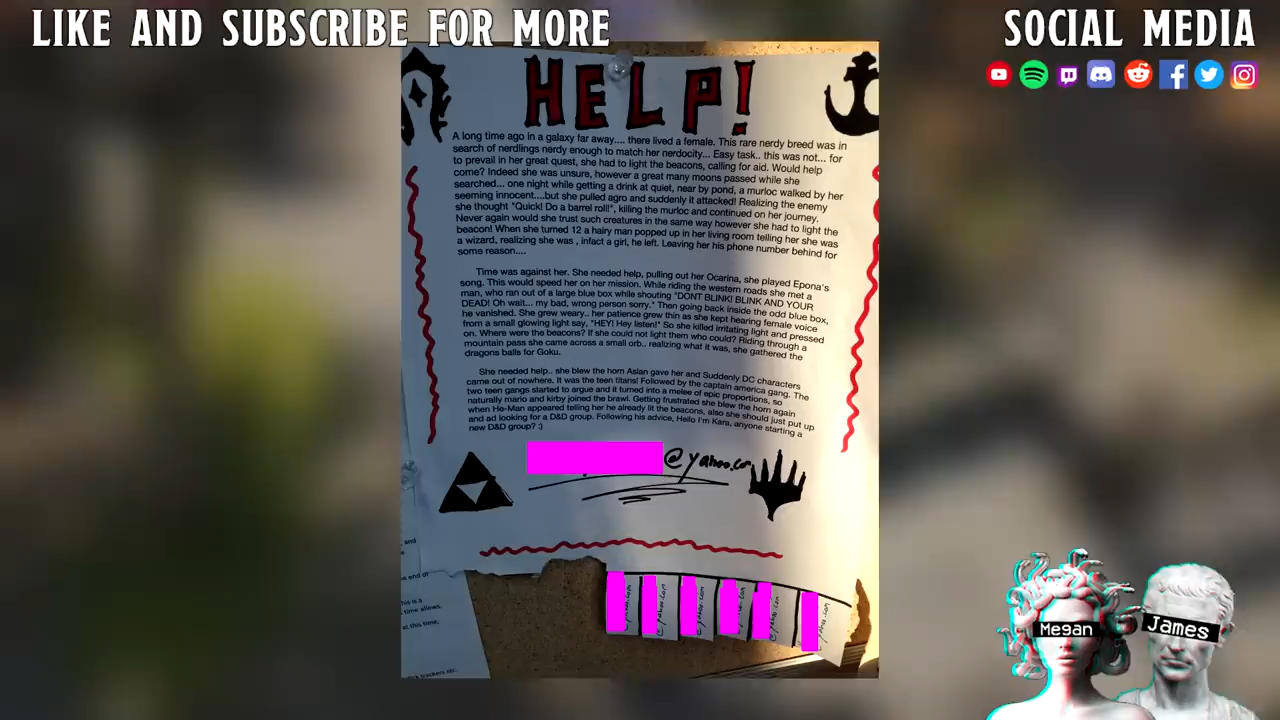 LIKE AND SUBSCRIBE FOR MORE
SOCIAL MEDIA
HELP!
A long time ago in a galaxy far away.... there lived a female. This rare nerdy breed was in
search of nerdlings nerdy enough to match her nerdocity... Easy task.. this was not... for
to prevail in her great quest, she had to light the beacons, calling for aid. Would help
come? Indeed she was unsure, however a great many moons passed while she
searched... one night while getting a drink at quiet, near by pond, a murloc walked by her
seeming innocent....but she pulled agro and suddenly it attacked! Realizing the enemy
she thought "Quick! Do a barrel roll!", killing the murloc and continued on her journey.
Never again would she trust such creatures in the same way however she had to light the
beacon! When she turned 12 a hairy man popped up in her living room telling her she was
a wizard, realizing she was , infact a girl, he left. Leaving her his phone number behind for
some reason....
Time was against her. She needed help, pulling out her Ocarina, she played Epona's
song. This would speed her on her mission. While riding the western roads she met a
man, who ran out of a large blue box while shouting "DONT BLINK! BLINK AND YOUR
DEAD! Oh wait... my bad, wrong person sorry." Then going back inside the odd blue box,
he vanished. She grew weary.. her patience grew thin as she kept hearing female voice
from a small glowing light say, "HEY! Hey listen!" So she killed irritating light and pressed
on. Where were the beacons? If she could not light them who could? Riding through a
mountain pass she came across a small orb.. realizing what it was, she gathered the
dragons balls for Goku.
She needed help.. she blew the horn Aslan gave her and Suddenly DC characters
came out of nowhere. It was the teen titans! Followed by the captain america gang. The
two teen gangs started to argue and it turned into a melee of epic proportions, so
naturally mario and kirby joined the brawl. Getting frustrated she blew the horn again
when He-Man appeared telling her he already lit the beacons, also she should just put up
and ad looking for a D&D group. Following his advice, Hello I'm Kara, anyone starting a
new D&D group? :)
@yahoo.com
and
end of
This is a
time allows.
at this time,
trackers etc.
@yahoo.com
@yahoo.com
@yahoo.com
Megan
James